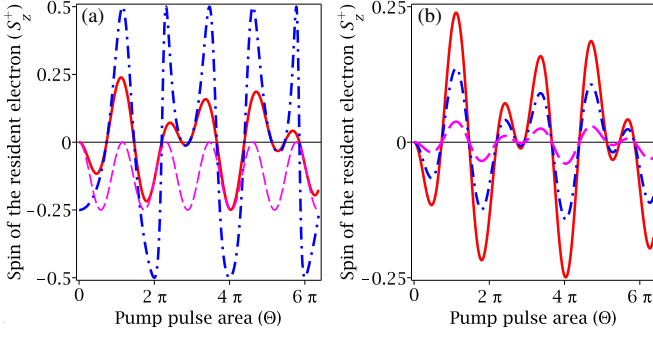 (a)
0.5
0.25
0
−0.25
−0.5
0
2 π
4 π
6 π
Spin of the resident electron (S_z^+)
Pump pulse area (Θ)
(b)
0.25
0
−0.25
0
2 π
4 π
6 π
Spin of the resident electron (S_z^+)
Pump pulse area (Θ)